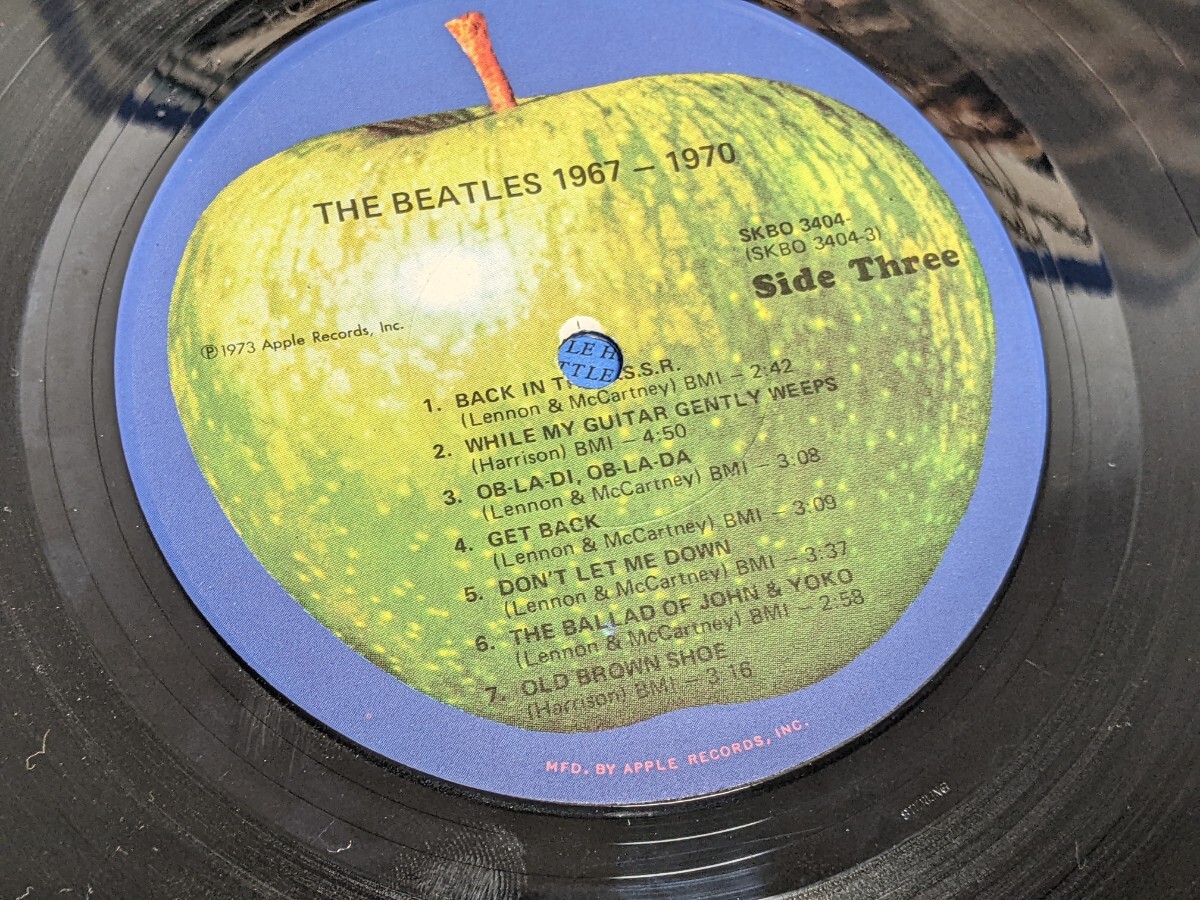 THE BEATLES 1967 – 1970
SKBO 3404-
(SKBO 3404-3)
Side Three
Ⓟ 1973 Apple Records, Inc.
LE H
TTLE
1. BACK IN .S.S.R.
(Lennon & McCartney) BMI – 2:42
2. WHILE MY GUITAR GENTLY WEEPS
(Harrison) BMI – 4:50
3. OB-LA-DI, OB-LA-DA
(Lennon & McCartney) BMI – 3:08
4. GET BACK
(Lennon & McCartney) BMI – 3:09
5. DON'T LET ME DOWN
(Lennon & McCartney) BMI – 3:37
6. THE BALLAD OF JOHN & YOKO
(Lennon & McCartney) BMI – 2:58
7. OLD BROWN SHOE
(Harrison) BMI – 3 16
MFD. BY APPLE RECORDS, INC.
STERLING